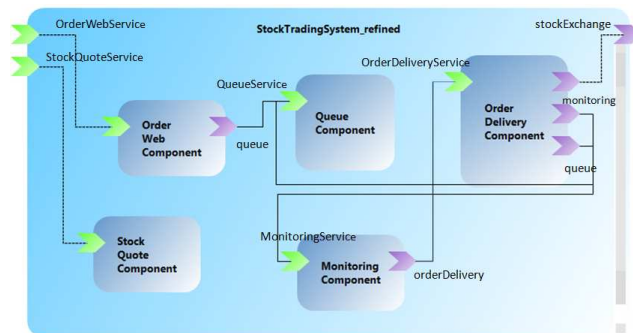 OrderWebService
StockTradingSystem_refined
stockExchange
StockQuoteService
OrderDeliveryService
QueueService
monitoring
Order
Web
Component
Queue
Component
Order
Delivery
Component
queue
queue
MonitoringService
Stock
Quote
Component
Monitoring
Component
orderDelivery